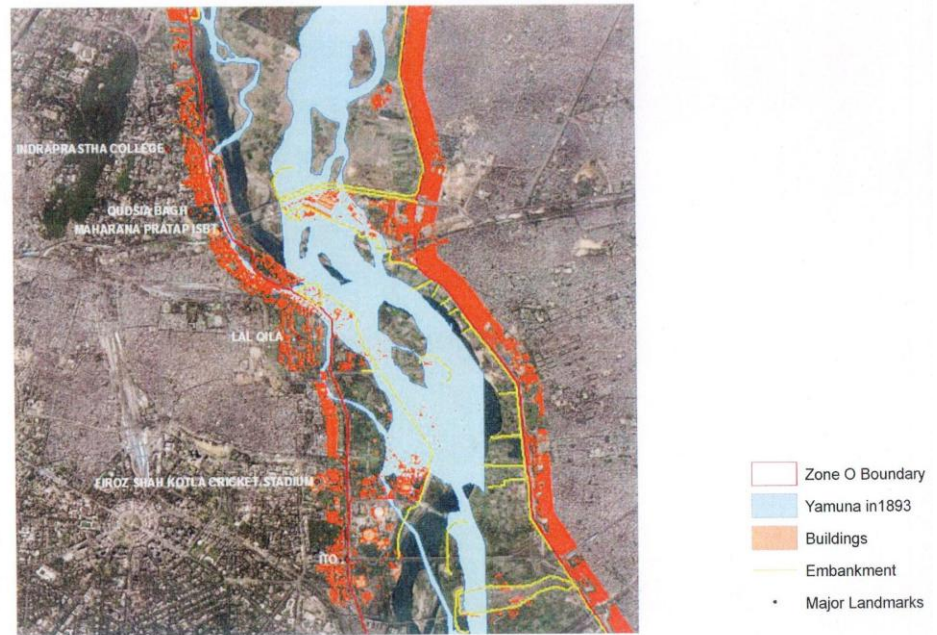 INDRAPRASTHA COLLEGE
QUDSIA BAGH
MAHARANA PRATAP ISBT
LAL QILA
FIROZ SHAH KOTLA CRICKET STADIUM
ITO
Zone O Boundary
Yamuna in1893
Buildings
Embankment
Major Landmarks